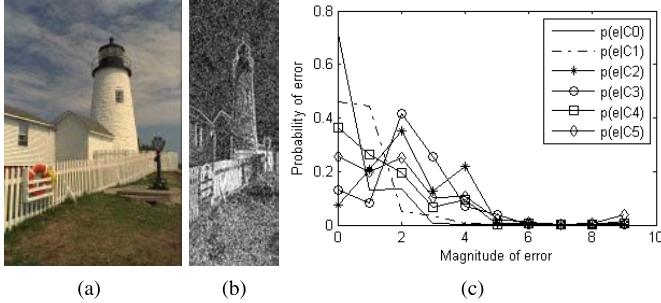 0.8
0.6
0.4
0.2
0
0 2 4 6 8 10
Probability of error
Magnitude of error
p(e|C0)
p(e|C1)
p(e|C2)
p(e|C3)
p(e|C4)
p(e|C5)
(a) (b) (c)